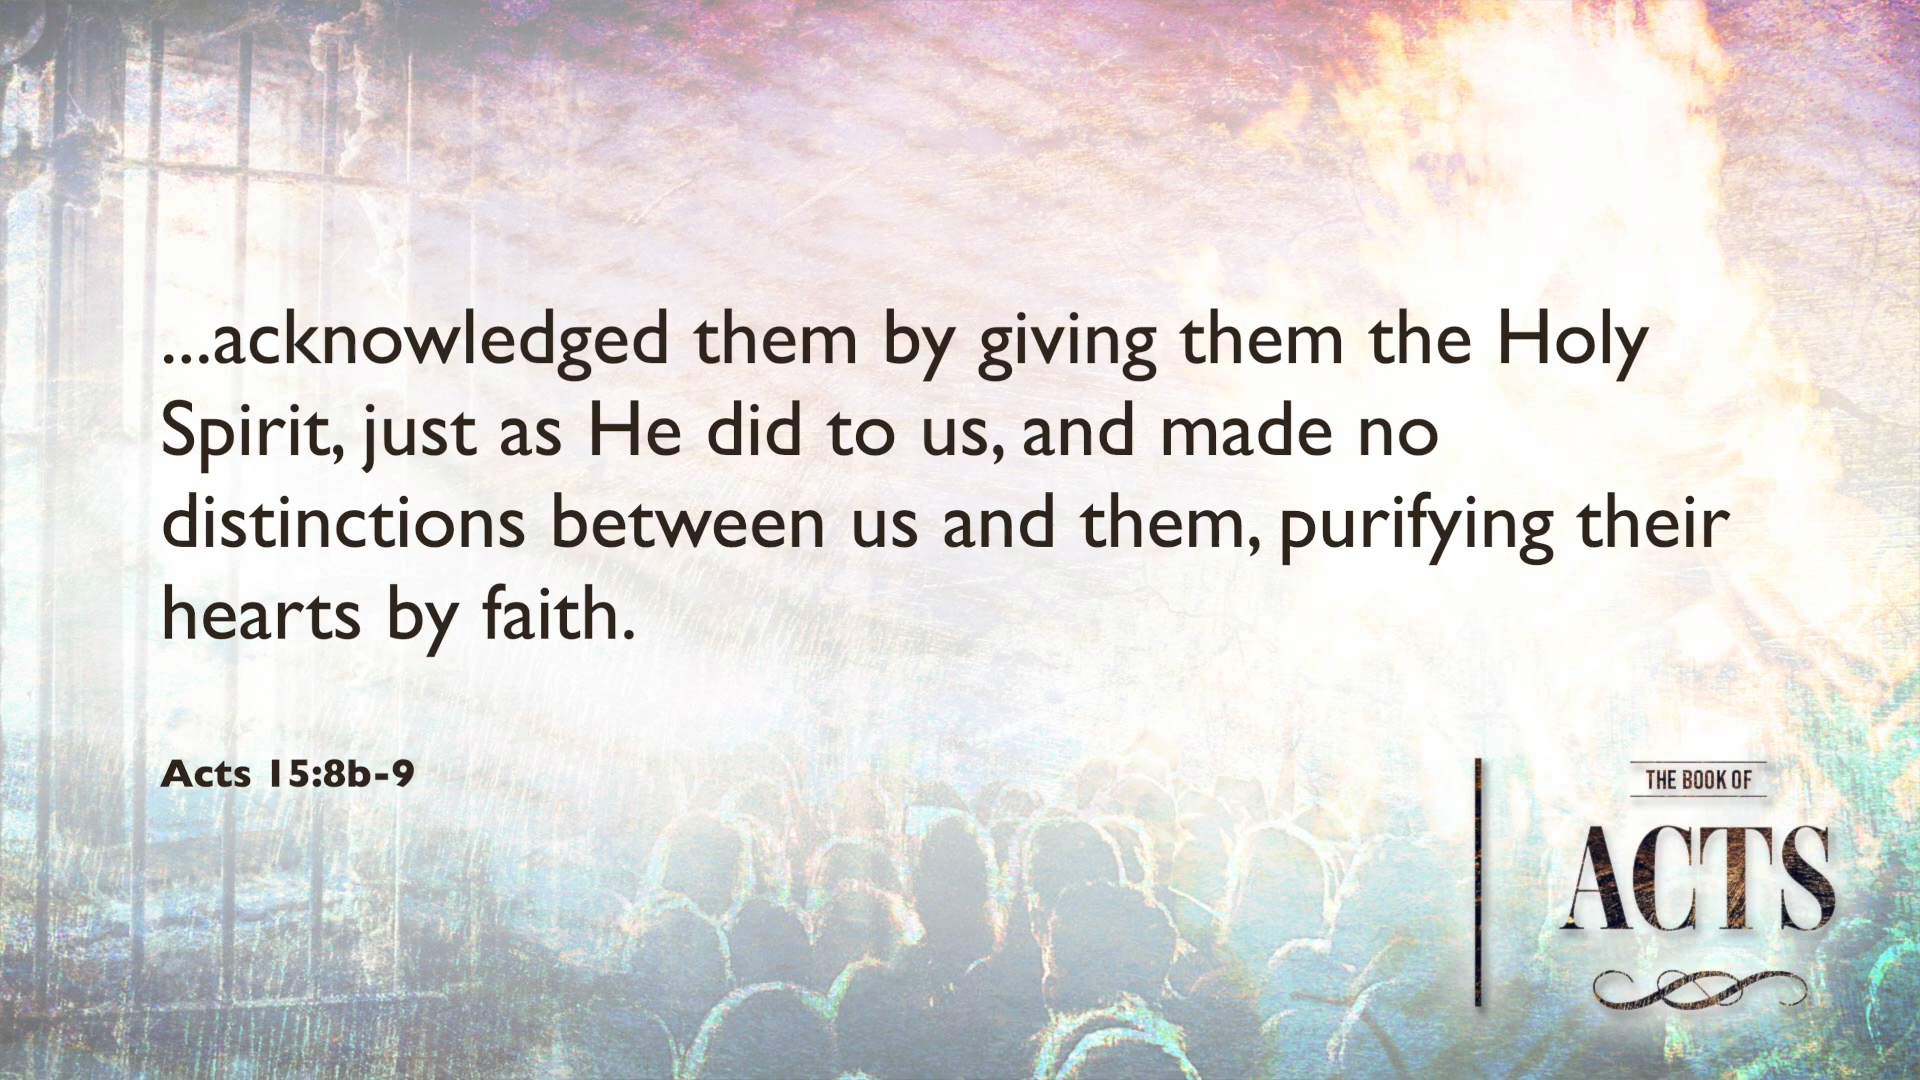 ...acknowledged them by giving them the Holy
Spirit, just as He did to us, and made no
distinctions between us and them, purifying their
hearts by faith.
Acts 15:8b-9
THE BOOK OF
ACTS